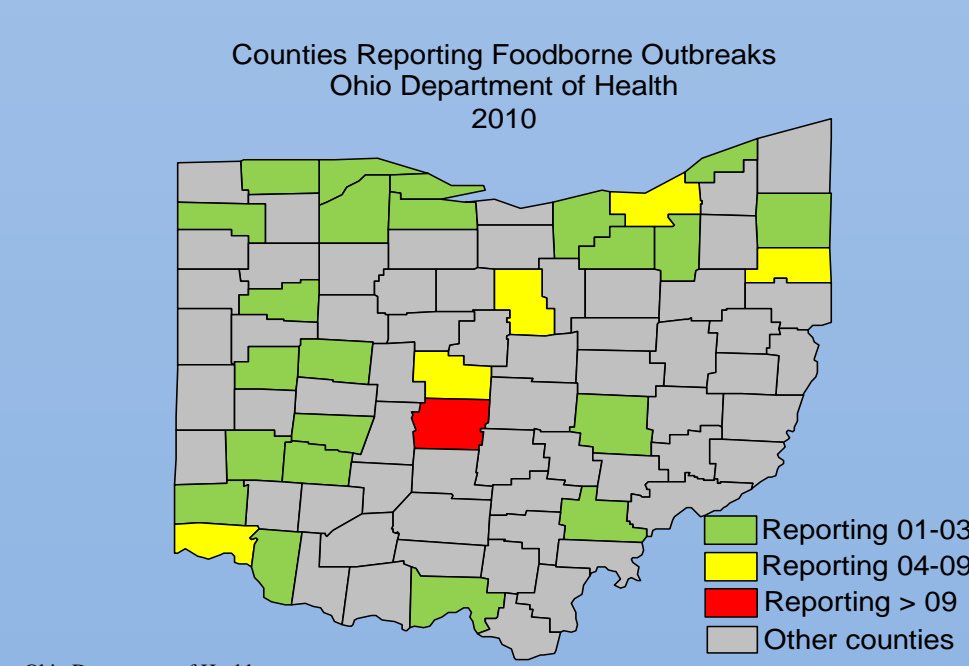 Counties Reporting Foodborne Outbreaks
Ohio Department of Health
2010
Reporting 01-03
Reporting 04-09
Reporting > 09
Other counties